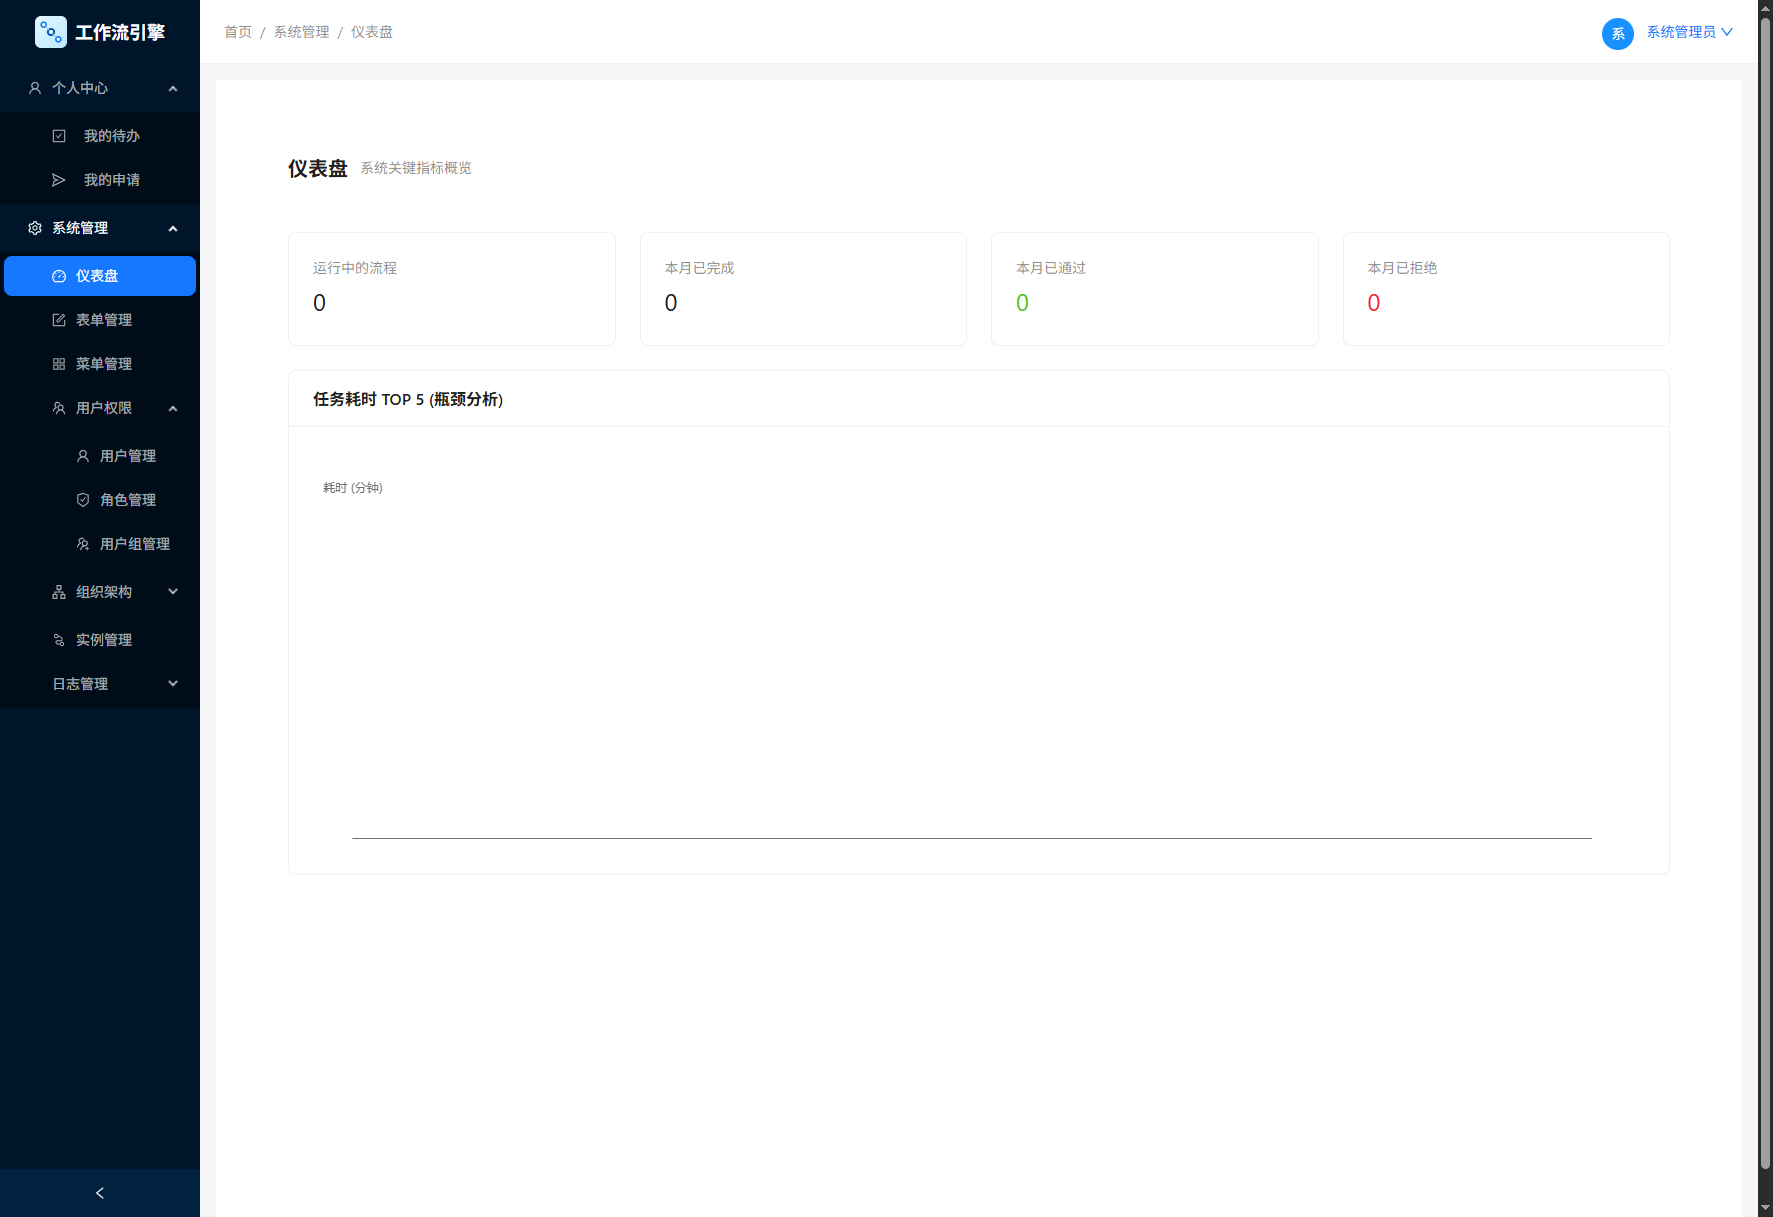 工作流引擎
个人中心
我的待办
我的申请
系统管理
仪表盘
表单管理
菜单管理
用户权限
用户管理
角色管理
用户组管理
组织架构
实例管理
日志管理
首页 / 系统管理 / 仪表盘
系 系统管理员
仪表盘 系统关键指标概览
运行中的流程
0
本月已完成
0
本月已通过
0
本月已拒绝
0
任务耗时 TOP 5 (瓶颈分析)
耗时 (分钟)